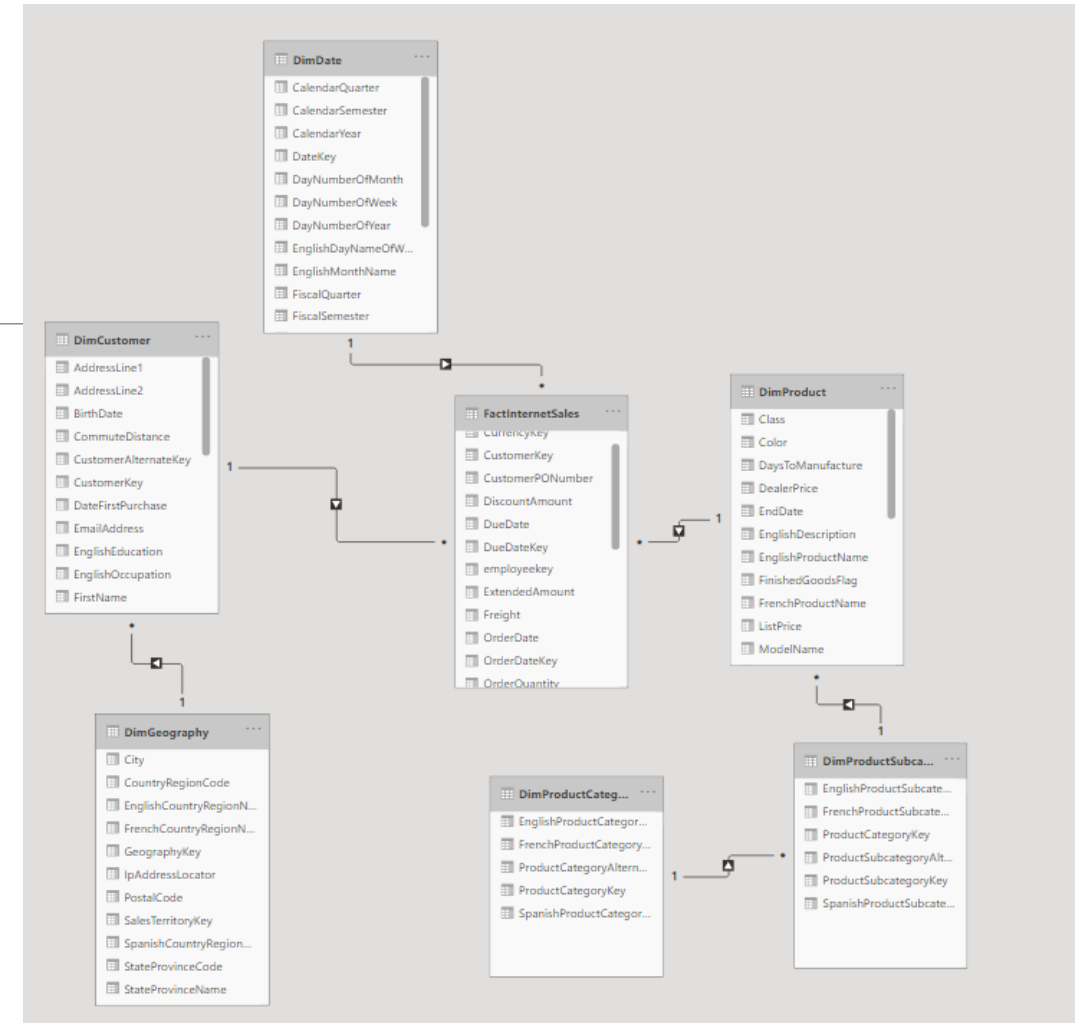 DimDate ...
CalendarQuarter
CalendarSemester
CalendarYear
DateKey
DayNumberOfMonth
DayNumberOfWeek
DayNumberOfYear
EnglishDayNameOfW...
EnglishMonthName
FiscalQuarter
FiscalSemester
1
*
DimCustomer ...
AddressLine1
AddressLine2
BirthDate
CommuteDistance
CustomerAlternateKey
CustomerKey
DateFirstPurchase
EmailAddress
EnglishEducation
EnglishOccupation
FirstName
1
*
FactInternetSales ...
CurrencyKey
CustomerKey
CustomerPONumber
DiscountAmount
DueDate
DueDateKey
employeekey
ExtendedAmount
Freight
OrderDate
OrderDateKey
OrderQuantity
*
1
DimProduct ...
Class
Color
DaysToManufacture
DealerPrice
EndDate
EnglishDescription
EnglishProductName
FinishedGoodsFlag
FrenchProductName
ListPrice
ModelName
*
1
*
1
DimGeography ...
City
CountryRegionCode
EnglishCountryRegionN...
FrenchCountryRegionN...
GeographyKey
IpAddressLocator
PostalCode
SalesTerritoryKey
SpanishCountryRegion...
StateProvinceCode
StateProvinceName
DimProductCateg... ...
EnglishProductCategor...
FrenchProductCategory...
ProductCategoryAltern...
ProductCategoryKey
SpanishProductCategor...
1
*
DimProductSubca... ...
EnglishProductSubcate...
FrenchProductSubcate...
ProductCategoryKey
ProductSubcategoryAlt...
ProductSubcategoryKey
SpanishProductSubcate...